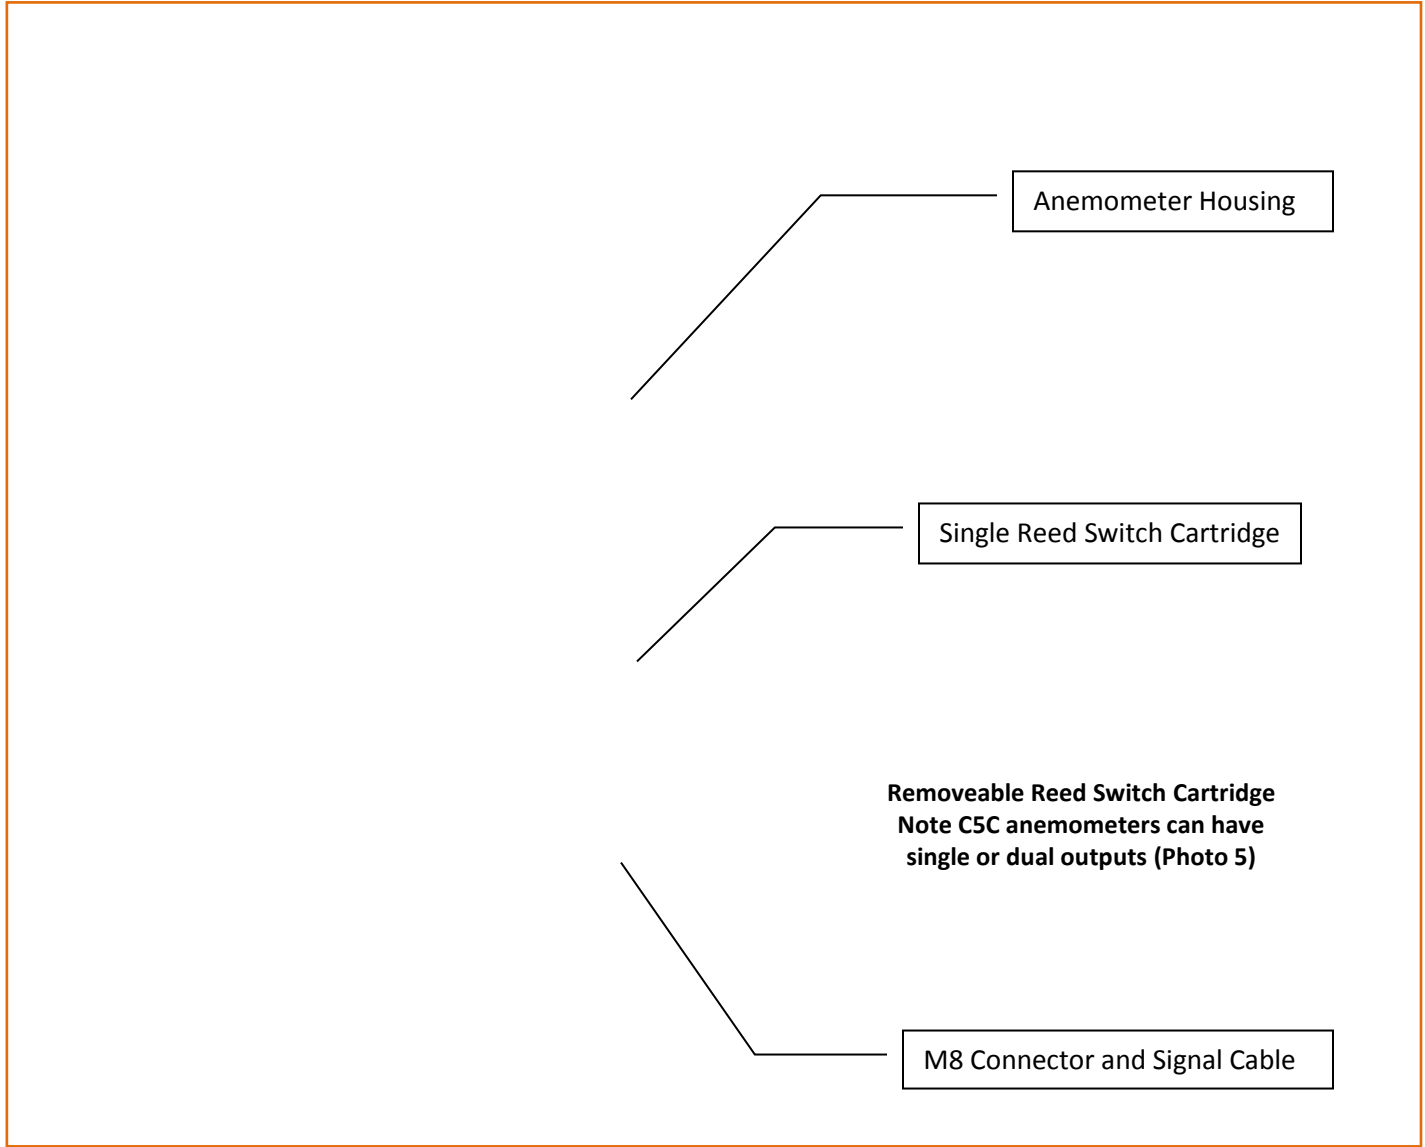 Anemometer Housing
Single Reed Switch Cartridge
Removeable Reed Switch Cartridge
Note C5C anemometers can have
single or dual outputs (Photo 5)
M8 Connector and Signal Cable